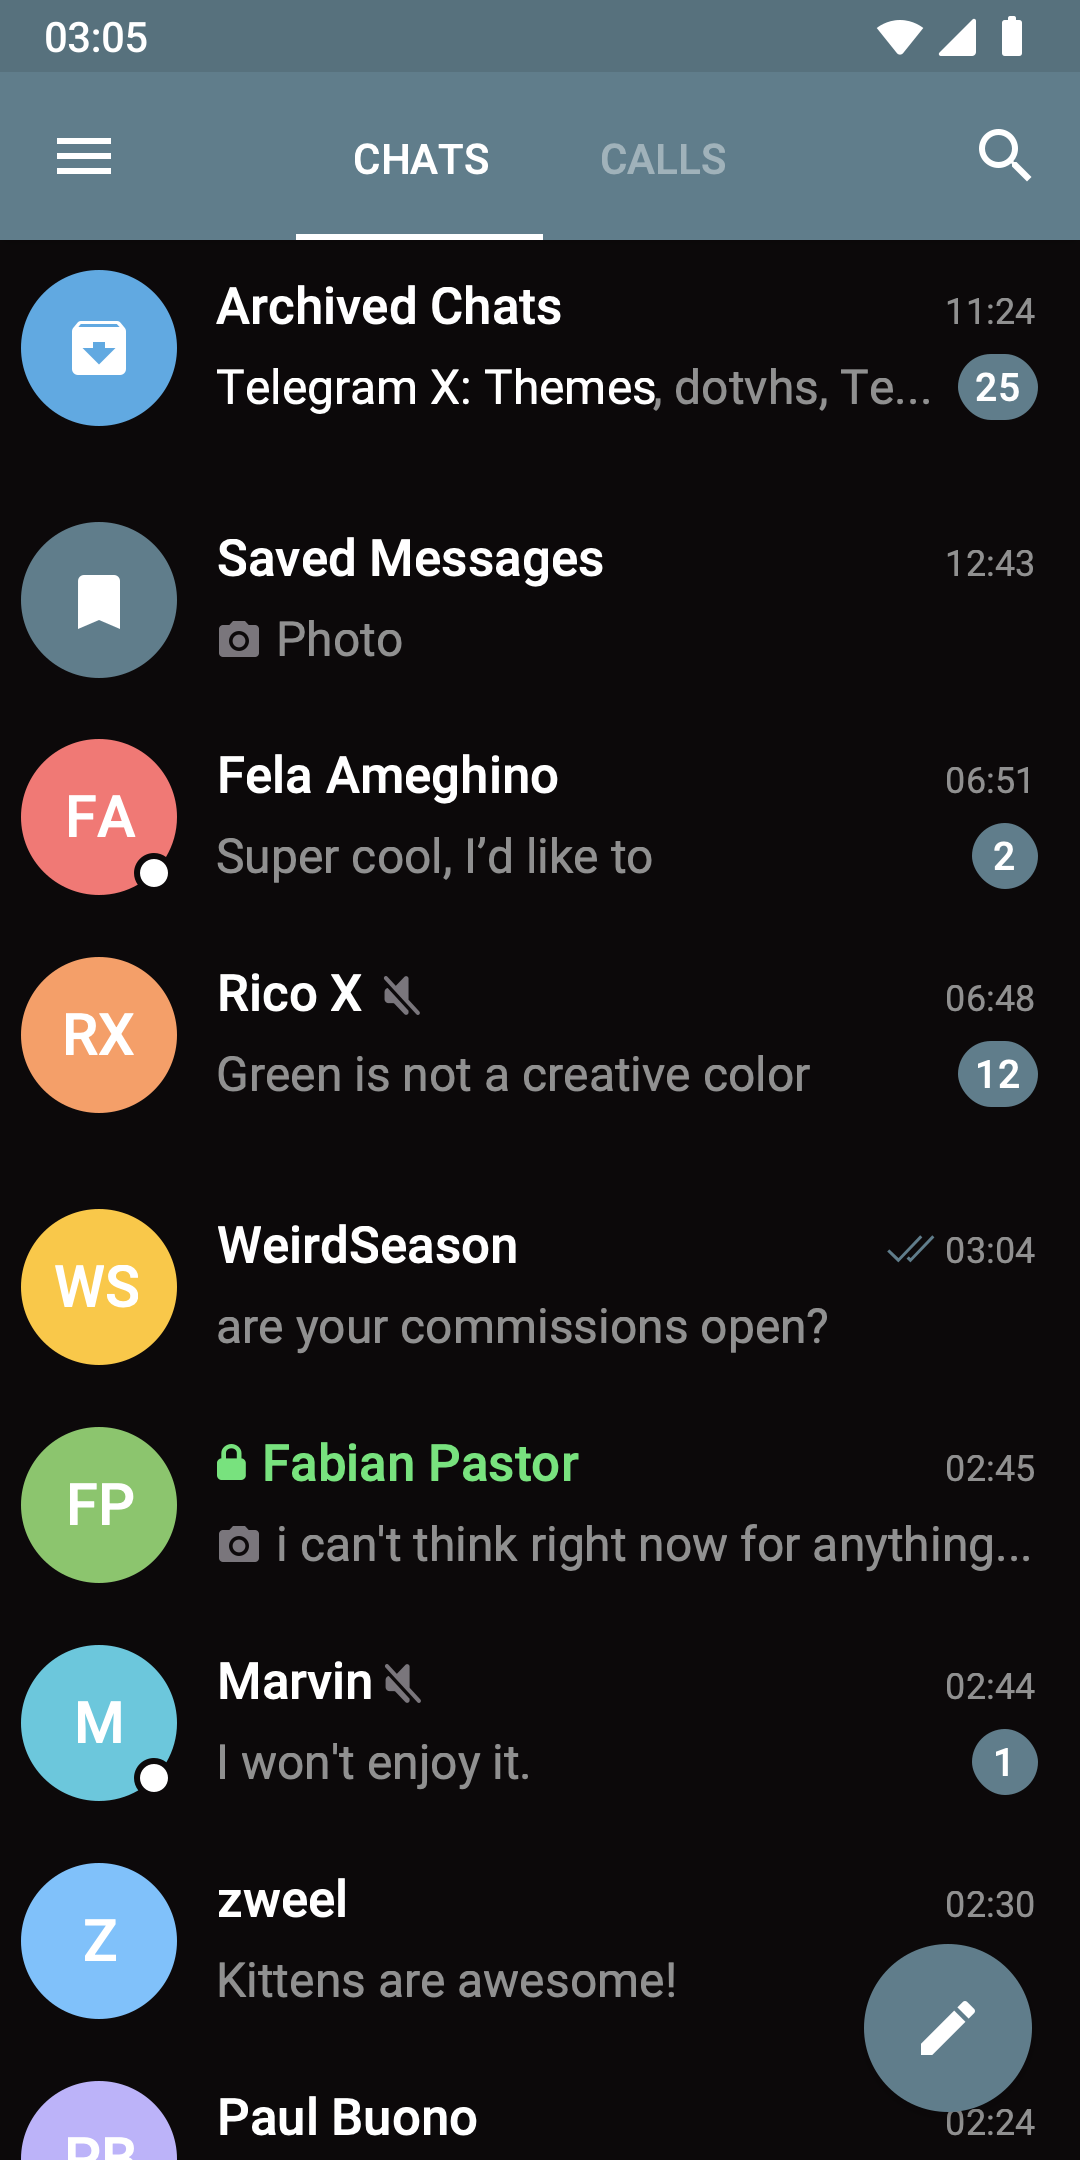 03:05
CHATS CALLS
Archived Chats 11:24
Telegram X: Themes, dotvhs, Te... 25
Saved Messages 12:43
Photo
FA Fela Ameghino 06:51
Super cool, I’d like to 2
RX Rico X 06:48
Green is not a creative color 12
WS WeirdSeason 03:04
are your commissions open?
FP Fabian Pastor 02:45
i can't think right now for anything...
M Marvin 02:44
I won't enjoy it. 1
Z zweel 02:30
Kittens are awesome!
Paul Buono 02:24
PB